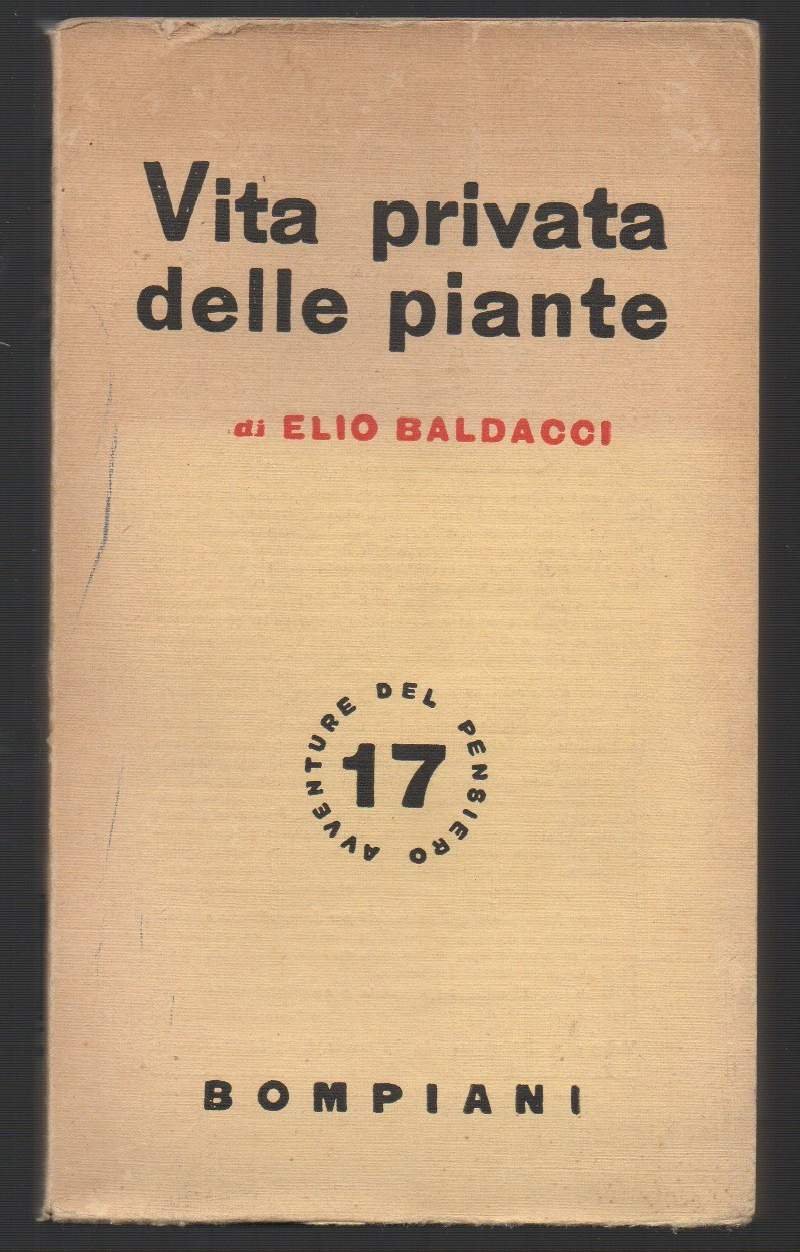 Vita privata
delle piante
di ELIO BALDACCI
AVVENTURE DEL PENSIERO
17
BOMPIANI